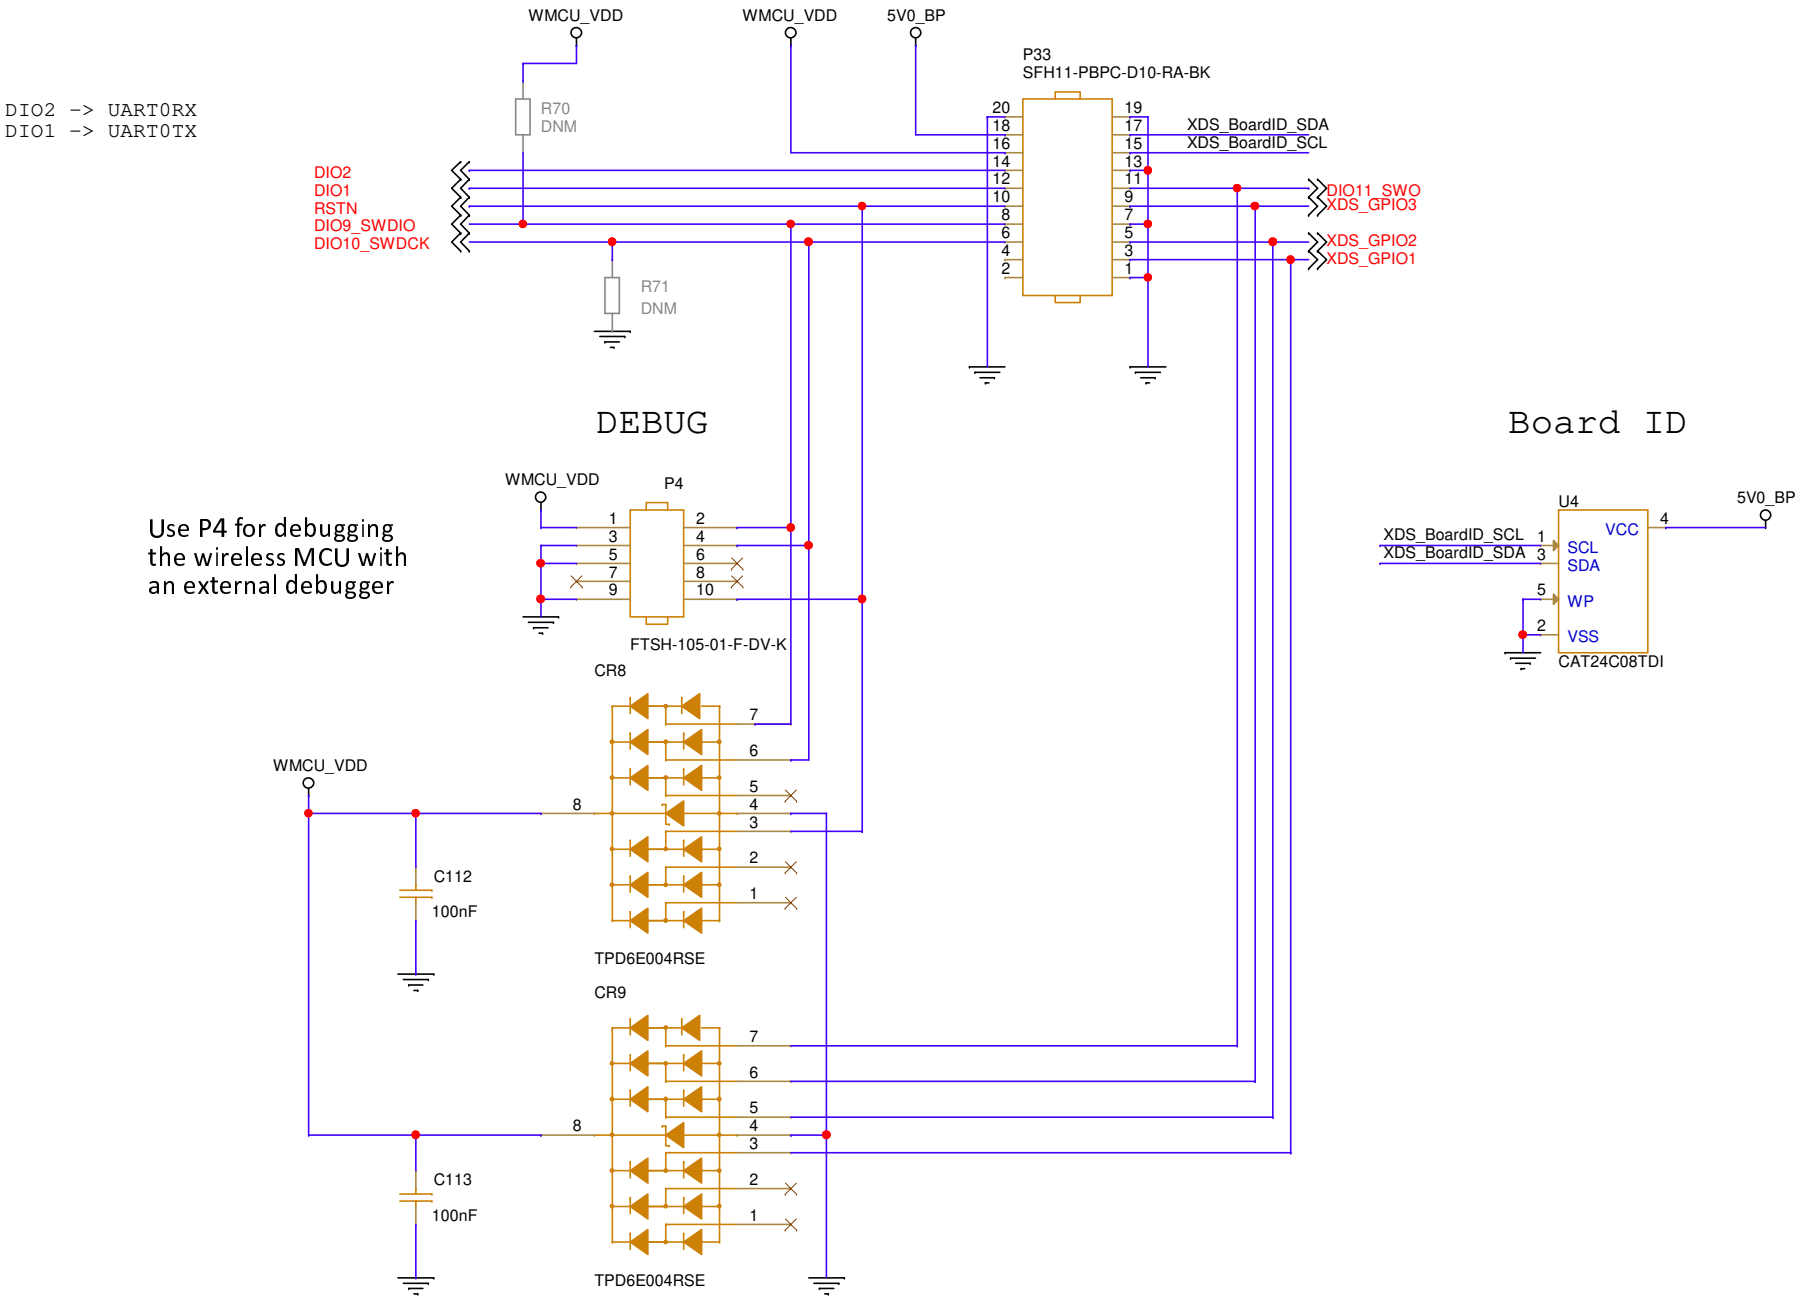 WMCU_VDD
WMCU_VDD
5V0_BP
P33
SFH11-PBPC-D10-RA-BK
DIO2 -> UART0RX
DIO1 -> UART0TX
R70
DNM
20
18
16
14
12
10
8
6
4
2
19
17
15
13
11
9
7
5
3
1
XDS_BoardID_SDA
XDS_BoardID_SCL
DIO2
DIO1
RSTN
DIO9_SWDIO
DIO10_SWDCK
DIO11_SWO
XDS_GPIO3
XDS_GPIO2
XDS_GPIO1
R71
DNM
DEBUG
Board ID
WMCU_VDD
P4
1
3
5
7
9
2
4
6
8
10
FTSH-105-01-F-DV-K
Use P4 for debugging
the wireless MCU with
an external debugger
U4
5V0_BP
XDS_BoardID_SCL
XDS_BoardID_SDA
1
3
5
2
4
VCC
SCL
SDA
WP
VSS
CAT24C08TDI
CR8
7
6
5
4
3
2
1
8
WMCU_VDD
C112
100nF
TPD6E004RSE
CR9
7
6
5
4
3
2
1
8
C113
100nF
TPD6E004RSE